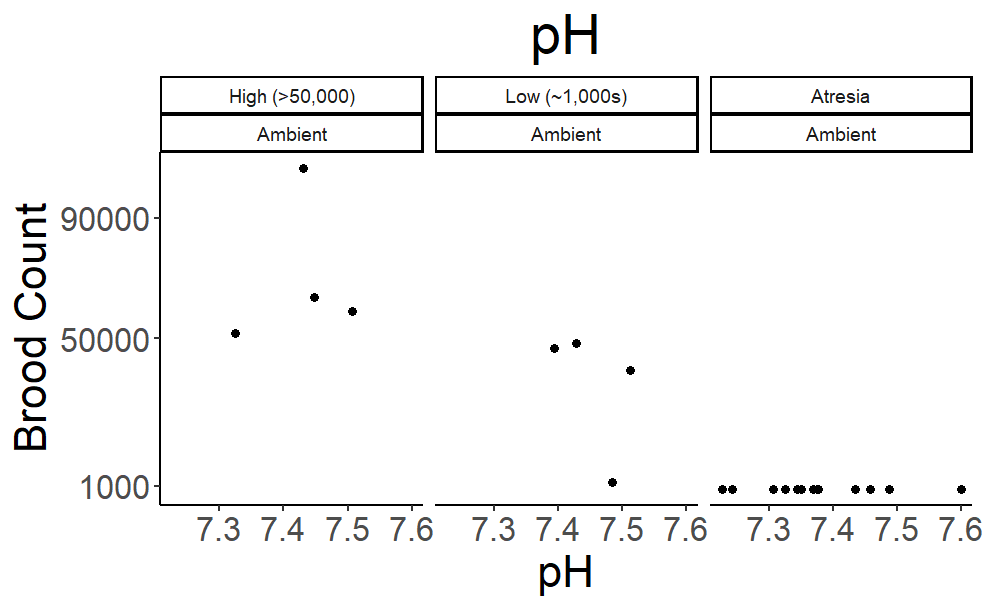 pH
High (>50,000) Low (~1,000s) Atresia
Ambient Ambient Ambient
Brood Count
90000
50000
1000
7.3 7.4 7.5 7.6 7.3 7.4 7.5 7.6 7.3 7.4 7.5 7.6
pH